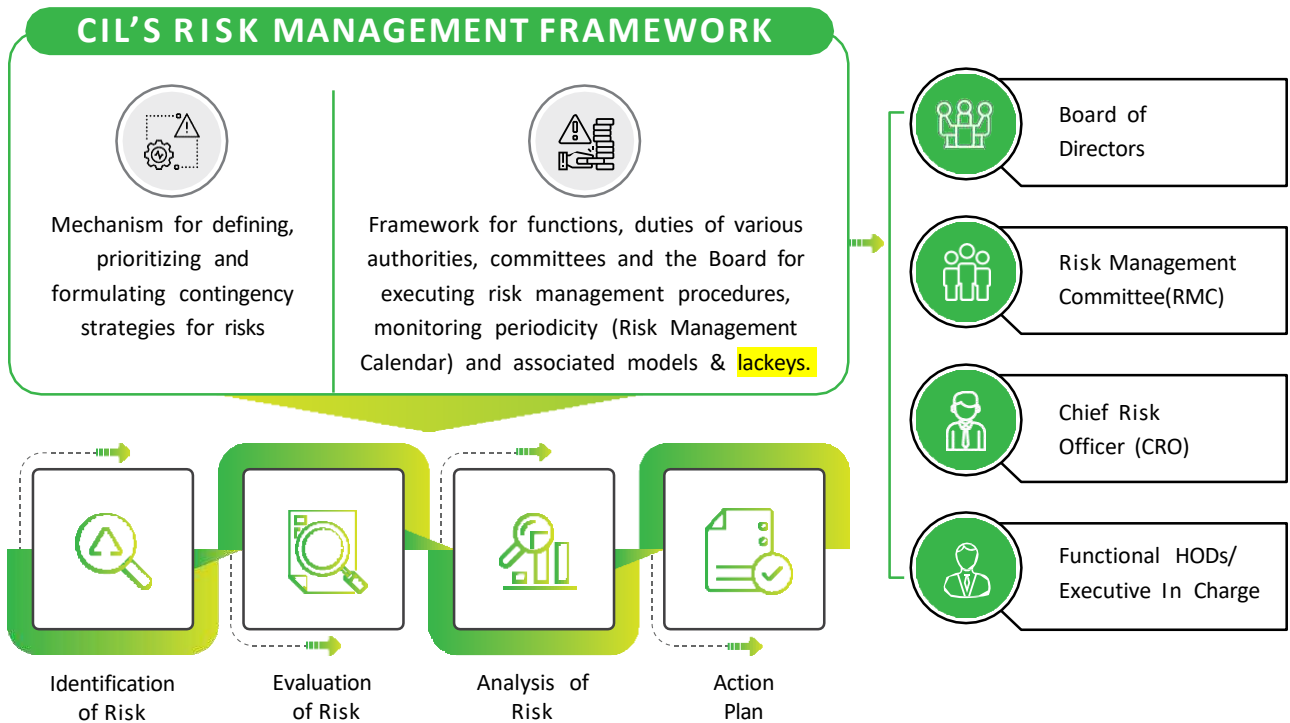 CIL'S RISK MANAGEMENT FRAMEWORK
Mechanism for defining,
prioritizing and
formulating contingency
strategies for risks
Framework for functions, duties of various
authorities, committees and the Board for
executing risk management procedures,
monitoring periodicity (Risk Management
Calendar) and associated models & lackeys.
Board of
Directors
Risk Management
Committee(RMC)
Chief Risk
Officer (CRO)
Functional HODs/
Executive In Charge
Identification
of Risk
Evaluation
of Risk
Analysis of
Risk
Action
Plan